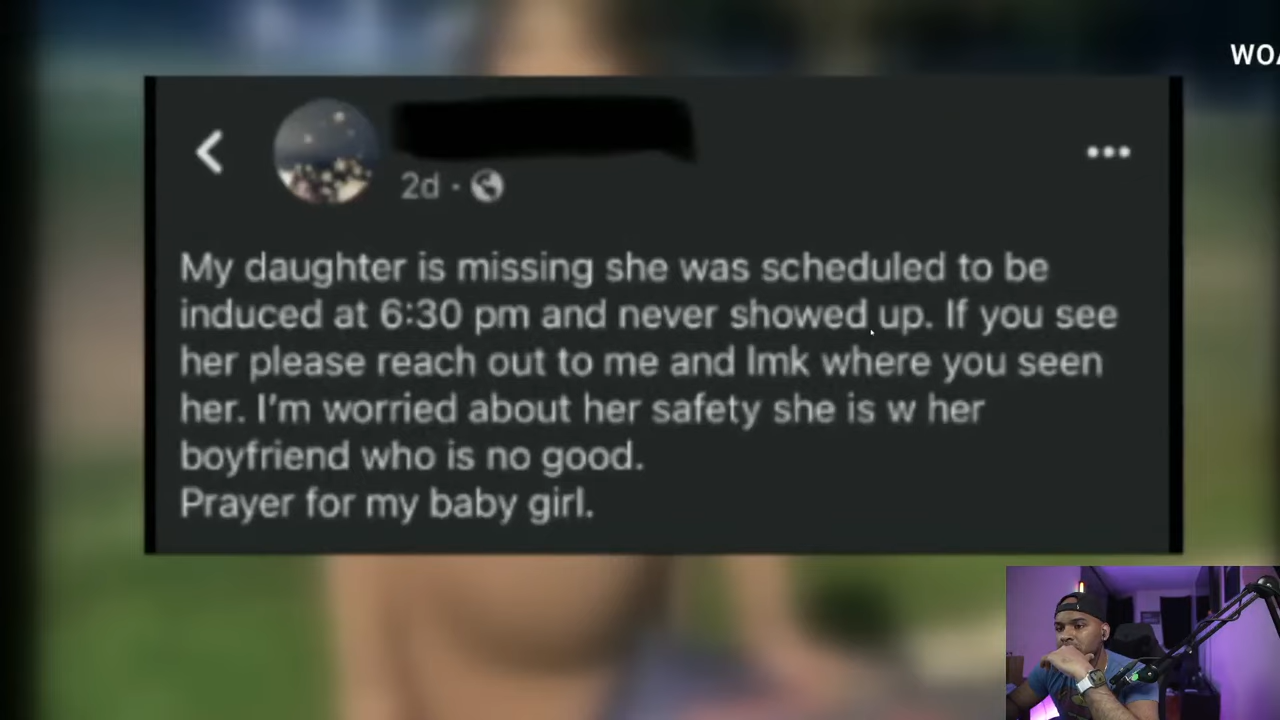 WOA
2d ·
My daughter is missing she was scheduled to be
induced at 6:30 pm and never showed up. If you see
her please reach out to me and lmk where you seen
her. I'm worried about her safety she is w her
boyfriend who is no good.
Prayer for my baby girl.